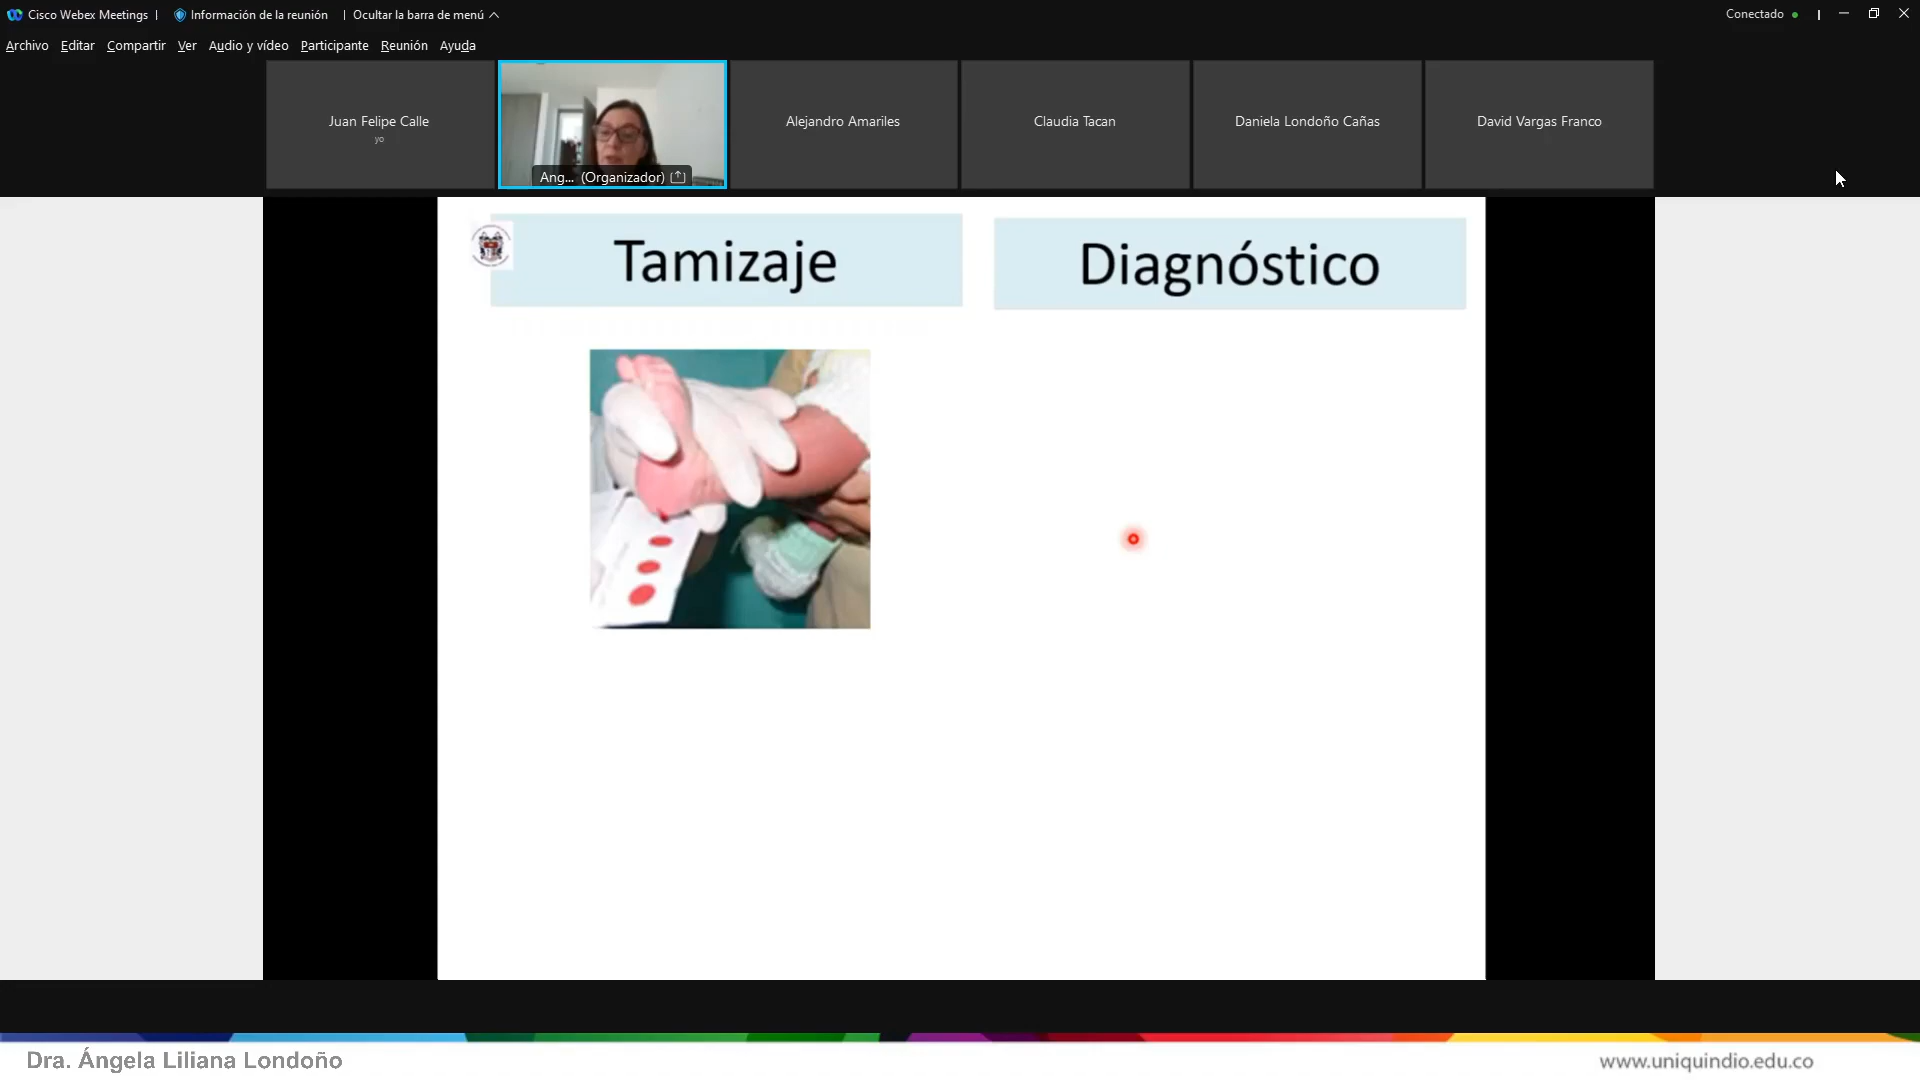 Cisco Webex Meetings | Información de la reunión | Ocultar la barra de menú
Conectado
Archivo Editar Compartir Ver Audio y vídeo Participante Reunión Ayuda
Juan Felipe Calle
yo
Ang... (Organizador)
Alejandro Amariles
Claudia Tacan
Daniela Londoño Cañas
David Vargas Franco
Tamizaje
Diagnóstico
Dra. Ángela Liliana Londoño
www.uniquindio.edu.co